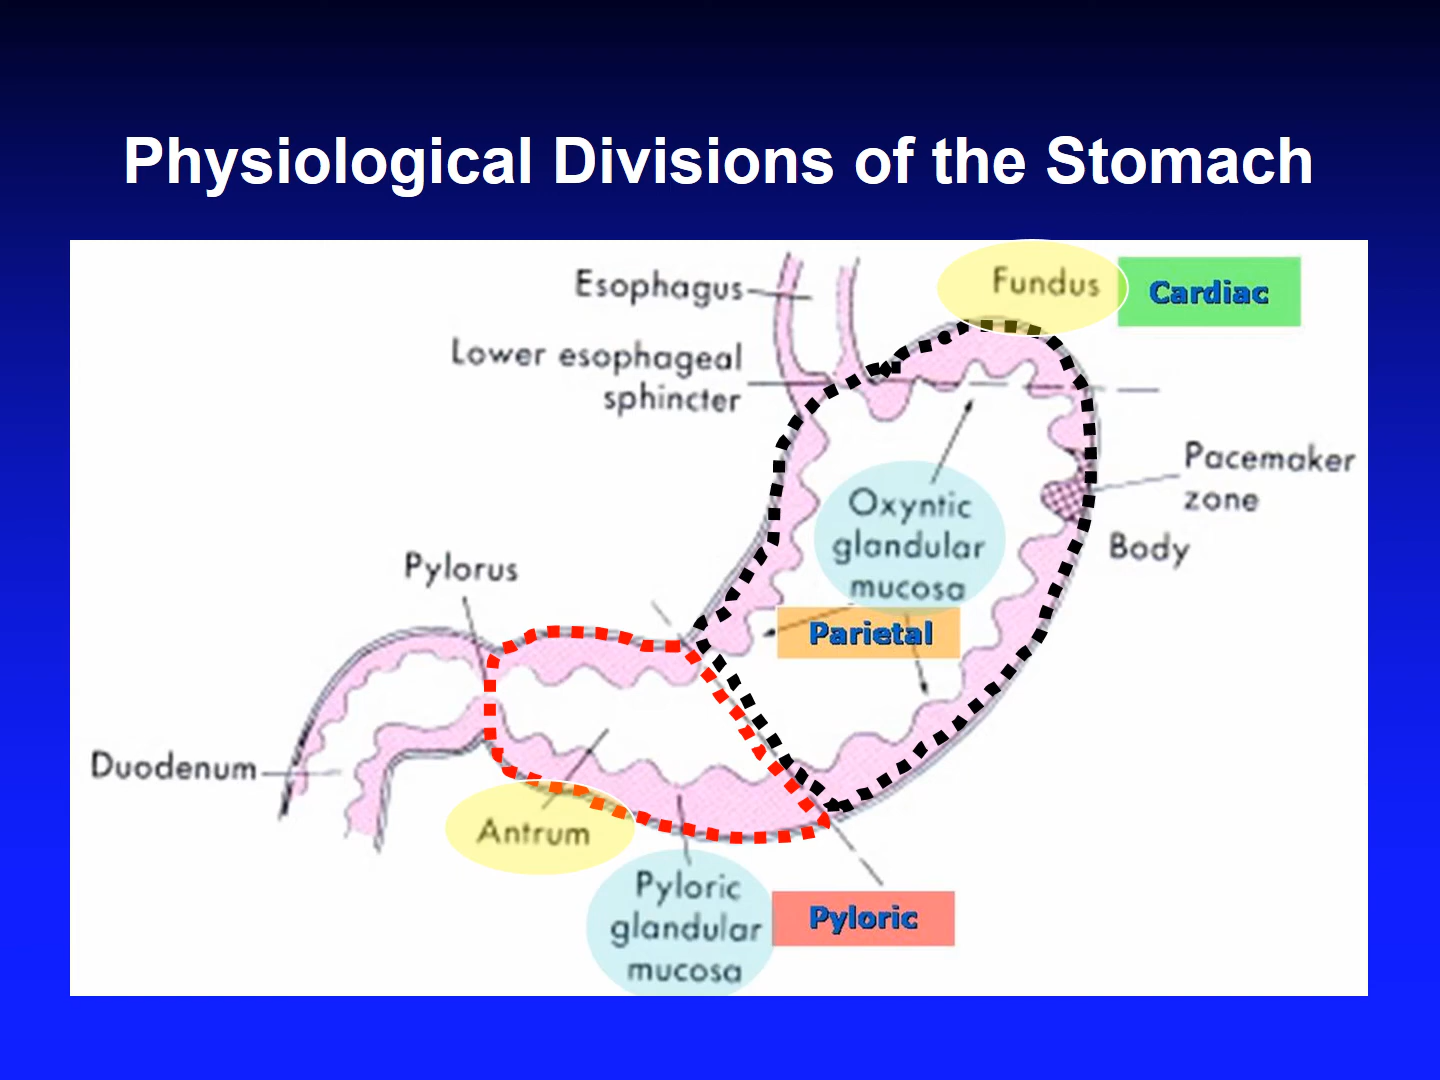 Physiological Divisions of the Stomach
Esophagus
Fundus
Cardiac
Lower esophageal
sphincter
Pacemaker
zone
Oxyntic
glandular
mucosa
Body
Pylorus
Parietal
Duodenum
Antrum
Pyloric
glandular
mucosa
Pyloric